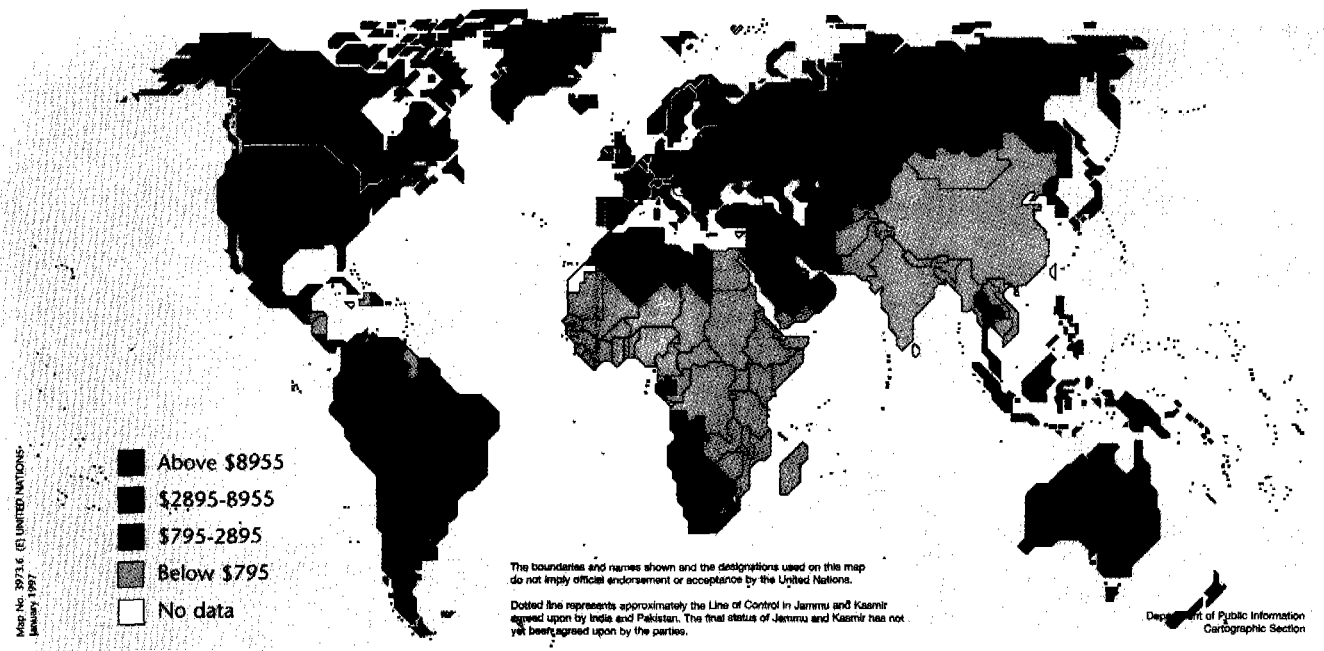 Above $8955
$2895-8955
$795-2895
Below $795
No data
Map No. 3973.6 (E) UNITED NATIONS
January 1997
The boundaries and names shown and the designations used on this map
do not imply official endorsement or acceptance by the United Nations.
Dotted line represents approximately the Line of Control in Jammu and Kasmir
agreed upon by India and Pakistan. The final status of Jammu and Kasmir has not
yet been agreed upon by the parties.
Department of Public Information
Cartographic Section